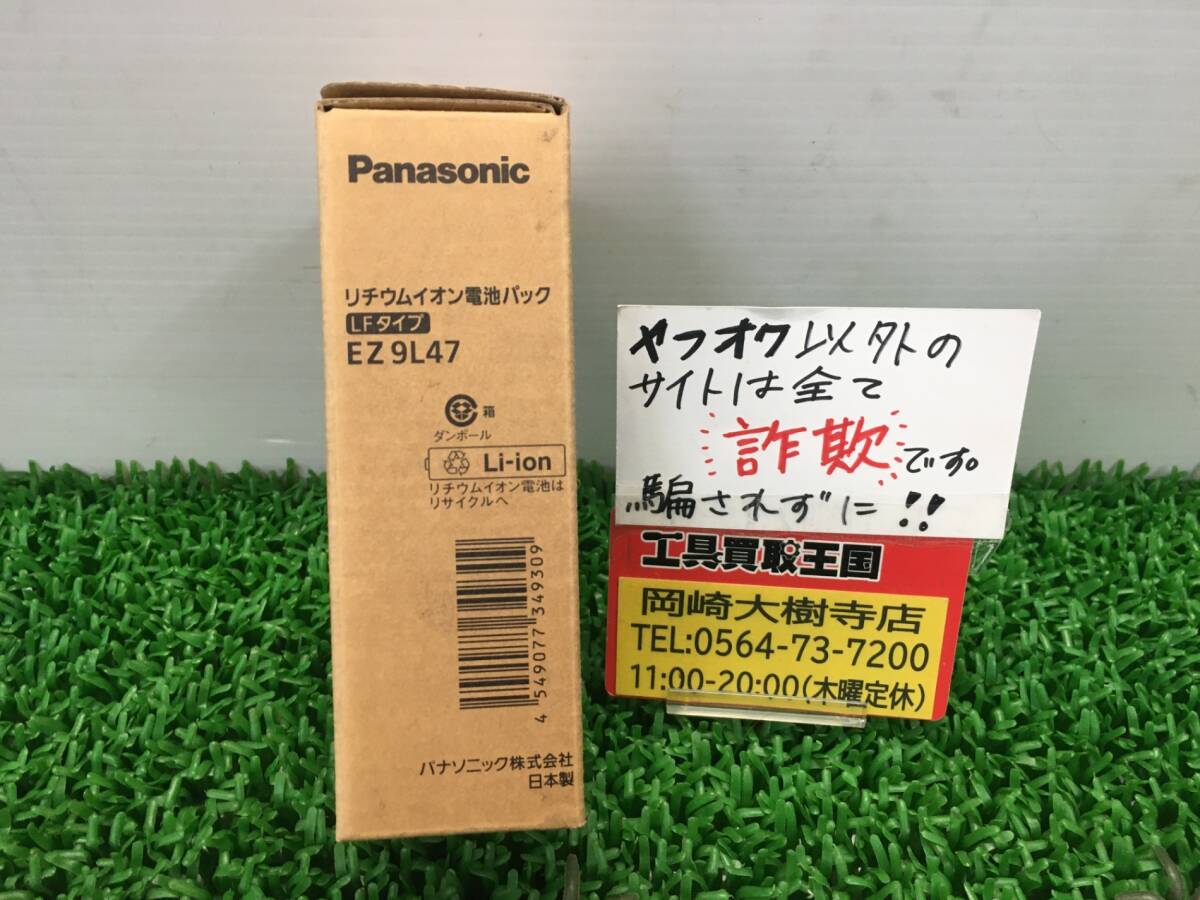 Panasonic
リチウムイオン電池パック
LFタイプ
EZ9L47
箱
ダンボール
Li-ion
リチウムイオン電池は
リサイクルへ
4 549077 349309
パナソニック株式会社
日本製
ヤフオク以外の
サイトは全て
詐欺です。
騙されずに!!
工具買取王国
岡崎大樹寺店
TEL:0564-73-7200
11:00-20:00(木曜定休)